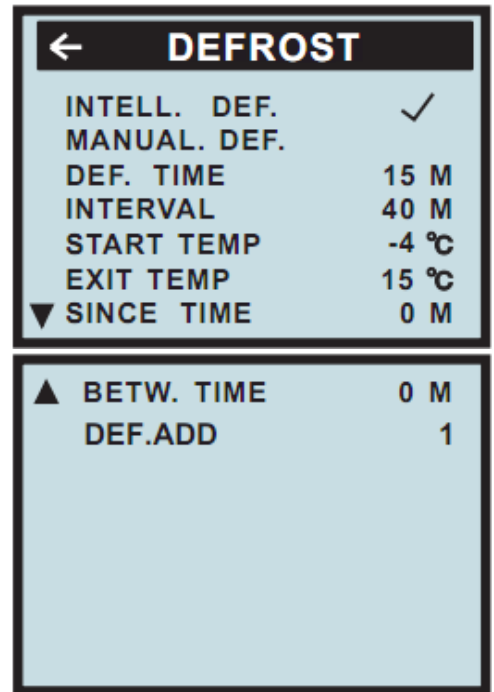 ← DEFROST
INTELL. DEF. ✓
MANUAL. DEF.
DEF. TIME 15 M
INTERVAL 40 M
START TEMP -4 ℃
EXIT TEMP 15 ℃
▼ SINCE TIME 0 M
▲ BETW. TIME 0 M
DEF.ADD 1